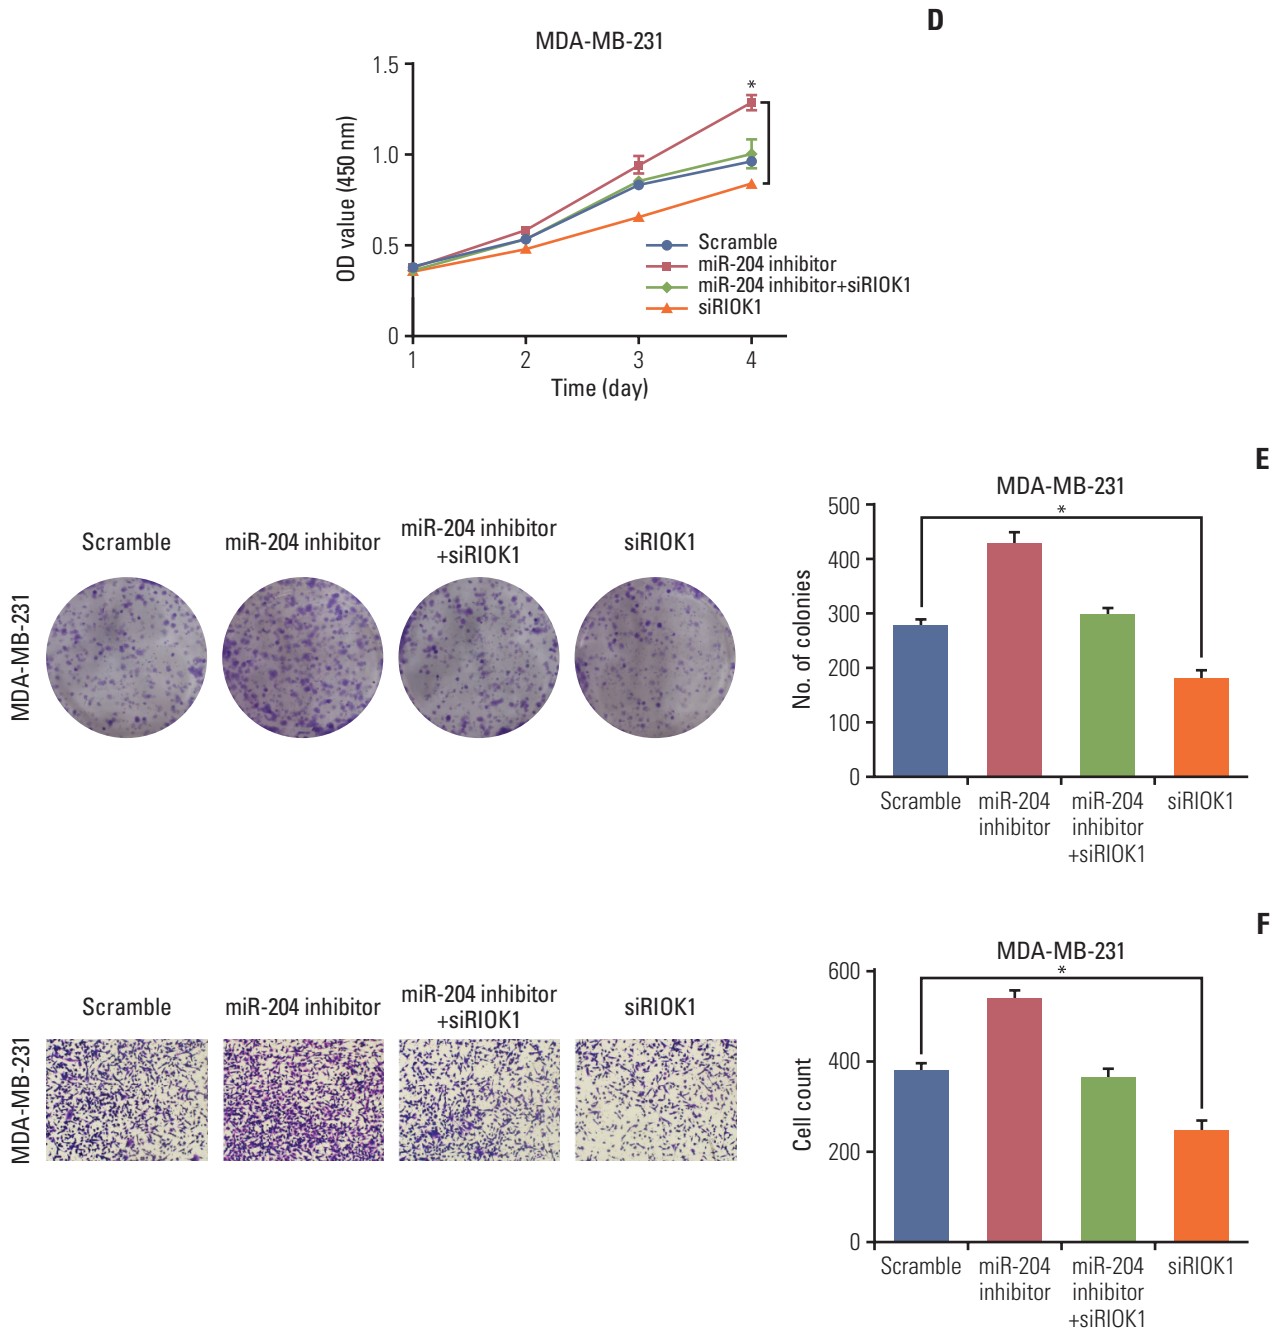 D
MDA-MB-231
1.5
1.0
0.5
0
OD value (450 nm)
*
Scramble
miR-204 inhibitor
miR-204 inhibitor+siRIOK1
siRIOK1
1 2 3 4
Time (day)
E
MDA-MB-231
Scramble
miR-204 inhibitor
miR-204 inhibitor
+siRIOK1
siRIOK1
MDA-MB-231
*
500
400
300
200
100
0
No. of colonies
Scramble
miR-204
inhibitor
miR-204
inhibitor
+siRIOK1
siRIOK1
F
MDA-MB-231
Scramble
miR-204 inhibitor
miR-204 inhibitor
+siRIOK1
siRIOK1
MDA-MB-231
*
600
400
200
0
Cell count
Scramble
miR-204
inhibitor
miR-204
inhibitor
+siRIOK1
siRIOK1